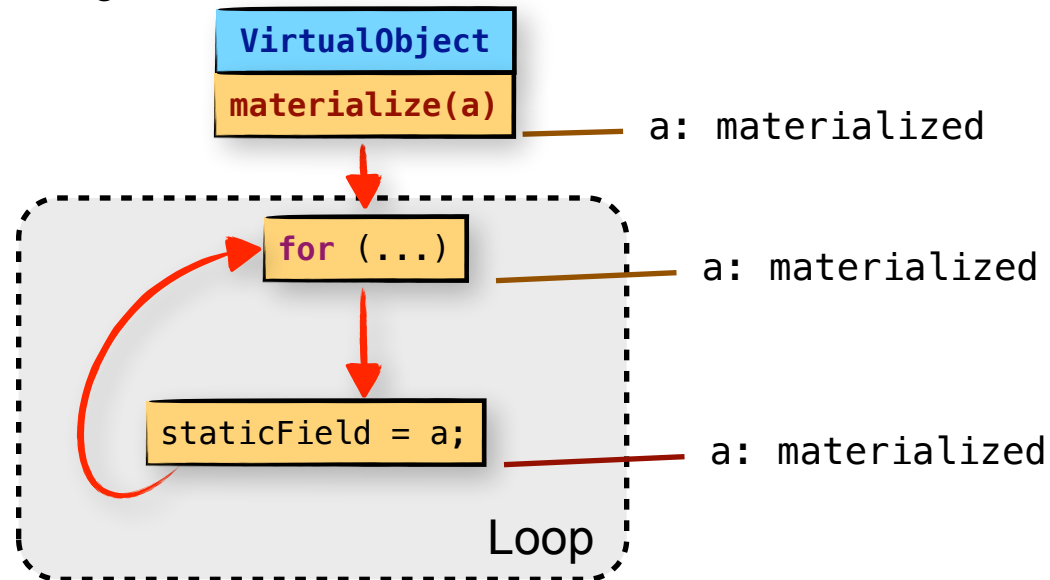 VirtualObject
materialize(a)
a: materialized
for (...)
a: materialized
staticField = a;
a: materialized
Loop